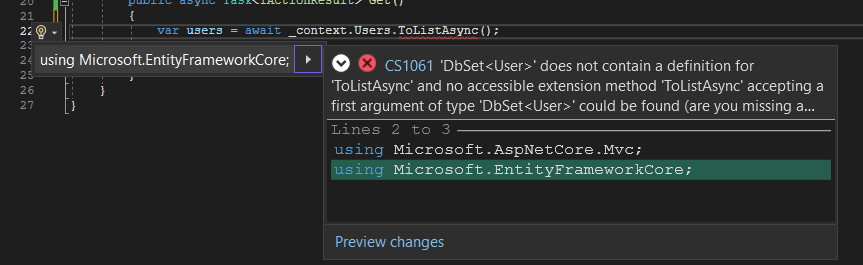 20 public async Task<IActionResult> Get()
21 {
22 var users = await _context.Users.ToListAsync();
using Microsoft.EntityFrameworkCore;
CS1061 'DbSet<User>' does not contain a definition for
'ToListAsync' and no accessible extension method 'ToListAsync' accepting a
first argument of type 'DbSet<User>' could be found (are you missing a...
Lines 2 to 3
using Microsoft.AspNetCore.Mvc;
using Microsoft.EntityFrameworkCore;
Preview changes
25 }
26 }
27 }